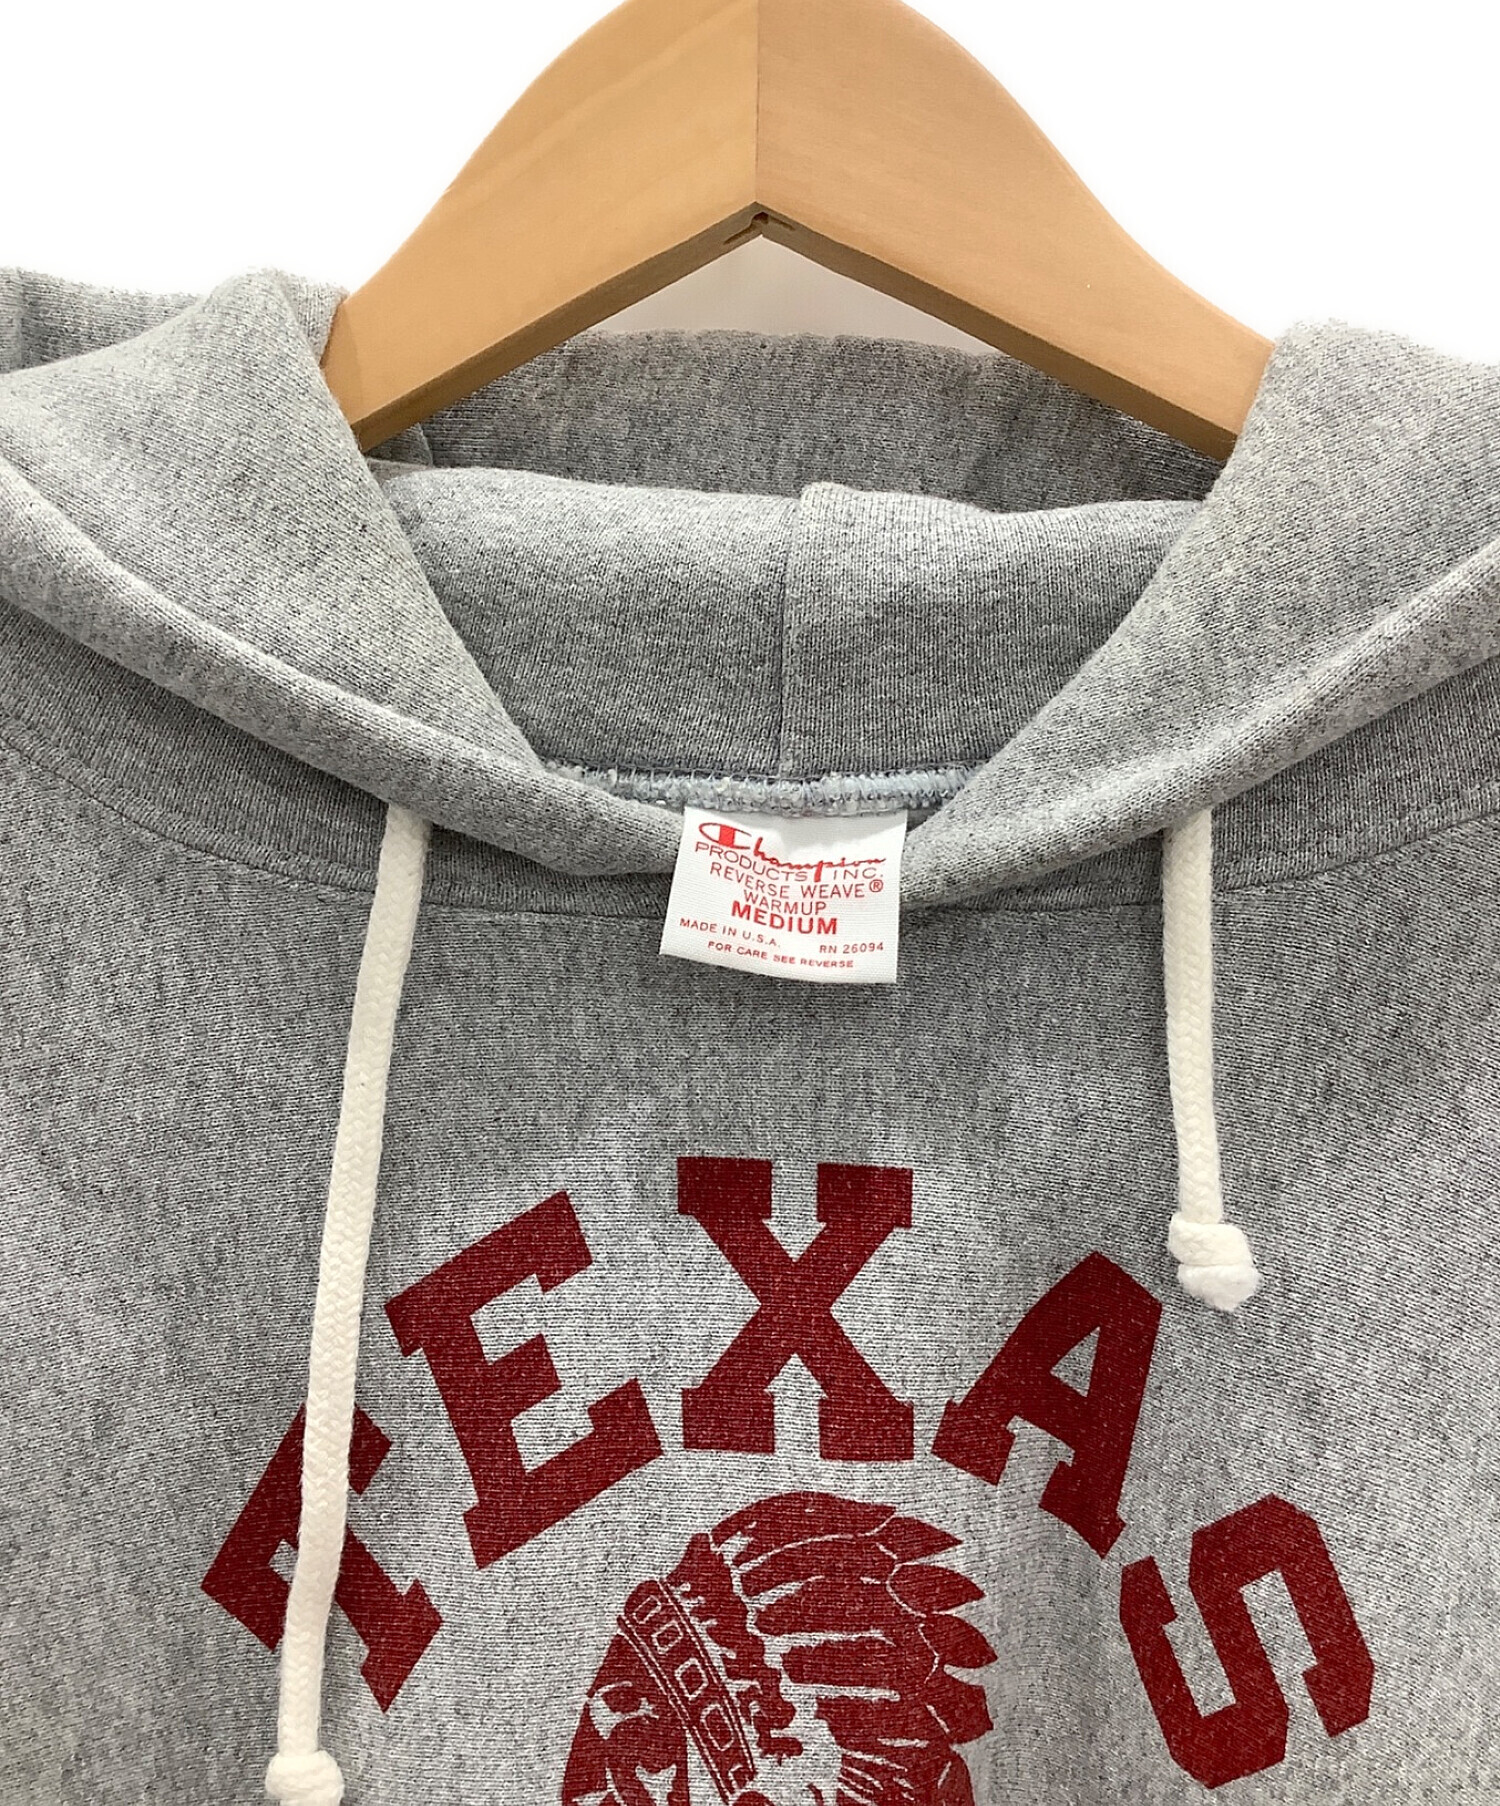 Champion
PRODUCTS INC.
REVERSE WEAVE®
WARMUP
MEDIUM
MADE IN U.S.A. RN 26094
FOR CARE SEE REVERSE
TEXAS